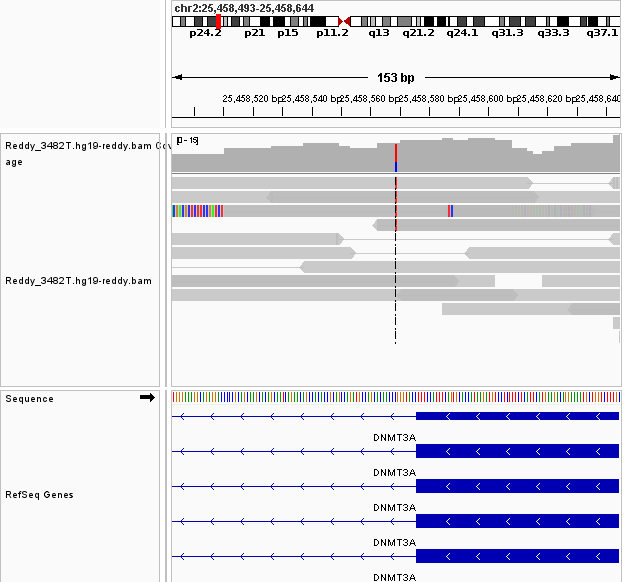 chr2:25,458,493-25,458,644
p24.2 p21 p15 p11.2 q13 q21.2 q24.1 q31.3 q33.3 q37.1
153 bp
25,458,520 bp 25,458,540 bp 25,458,560 bp 25,458,580 bp 25,458,600 bp 25,458,620 bp 25,458,640
Reddy_3482T.hg19-reddy.bam Cov
age
[0 - 15]
Reddy_3482T.hg19-reddy.bam
Sequence
DNMT3A
DNMT3A
RefSeq Genes
DNMT3A
DNMT3A
DNMT3A